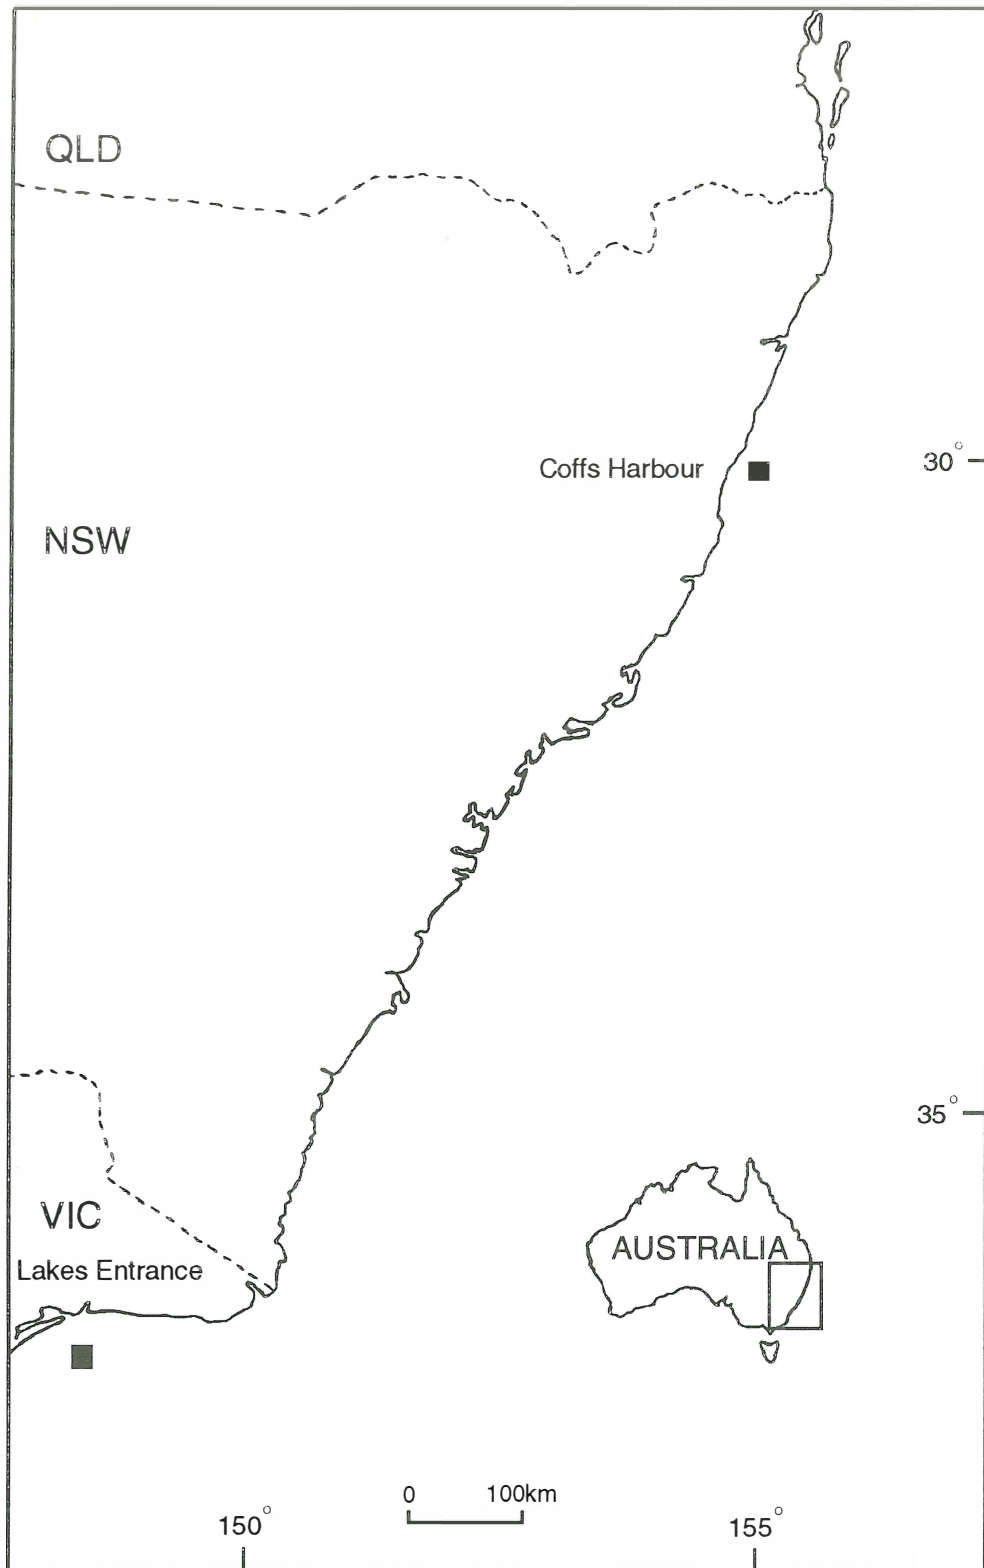 QLD
30°
Coffs Harbour
NSW
35°
VIC
AUSTRALIA
Lakes Entrance
0 100km
150° 155°